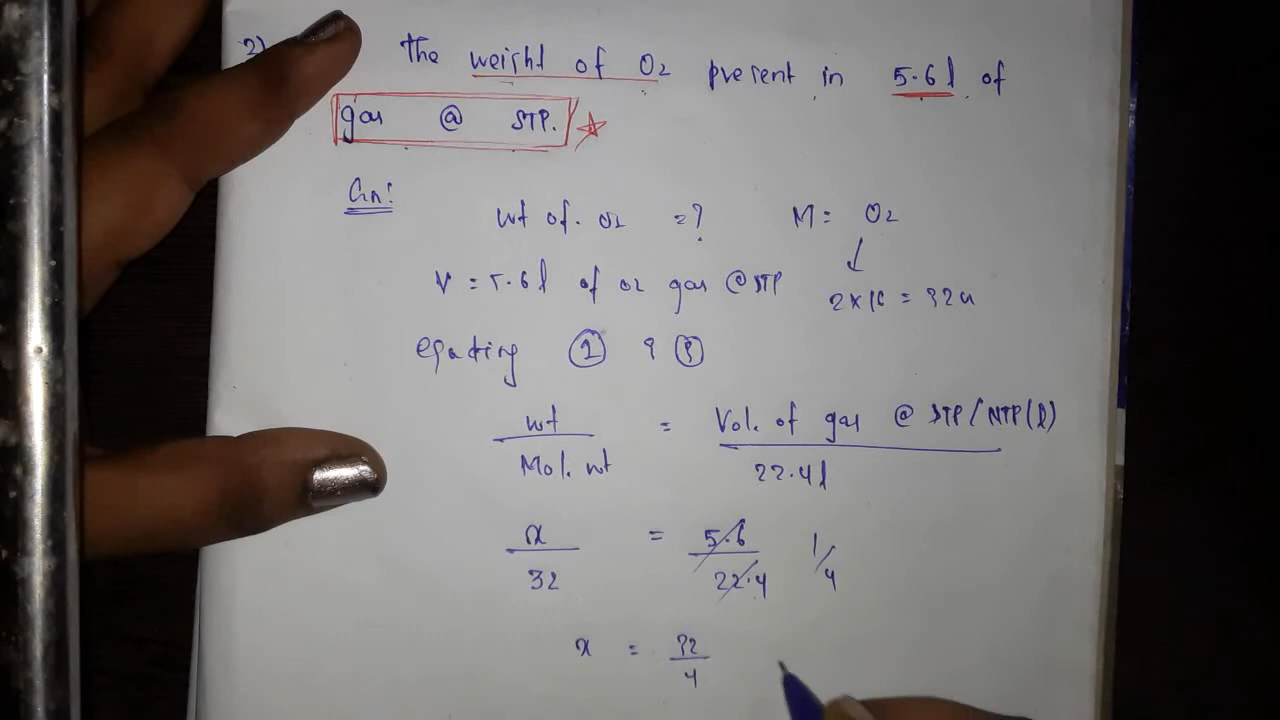 2) the weight of O2 present in 5.6 l of
gas @ STP.
Gn:
wt of. O2 = ? M = O2
V = 5.6 l of O2 gas @ STP 2 x 16 = 32u
equating 1 & 3
wt = Vol. of gas @ STP/NTP(l)
Mol. wt 22.4 l
x = 5.6 1/4
32 22.4
x = 32
4